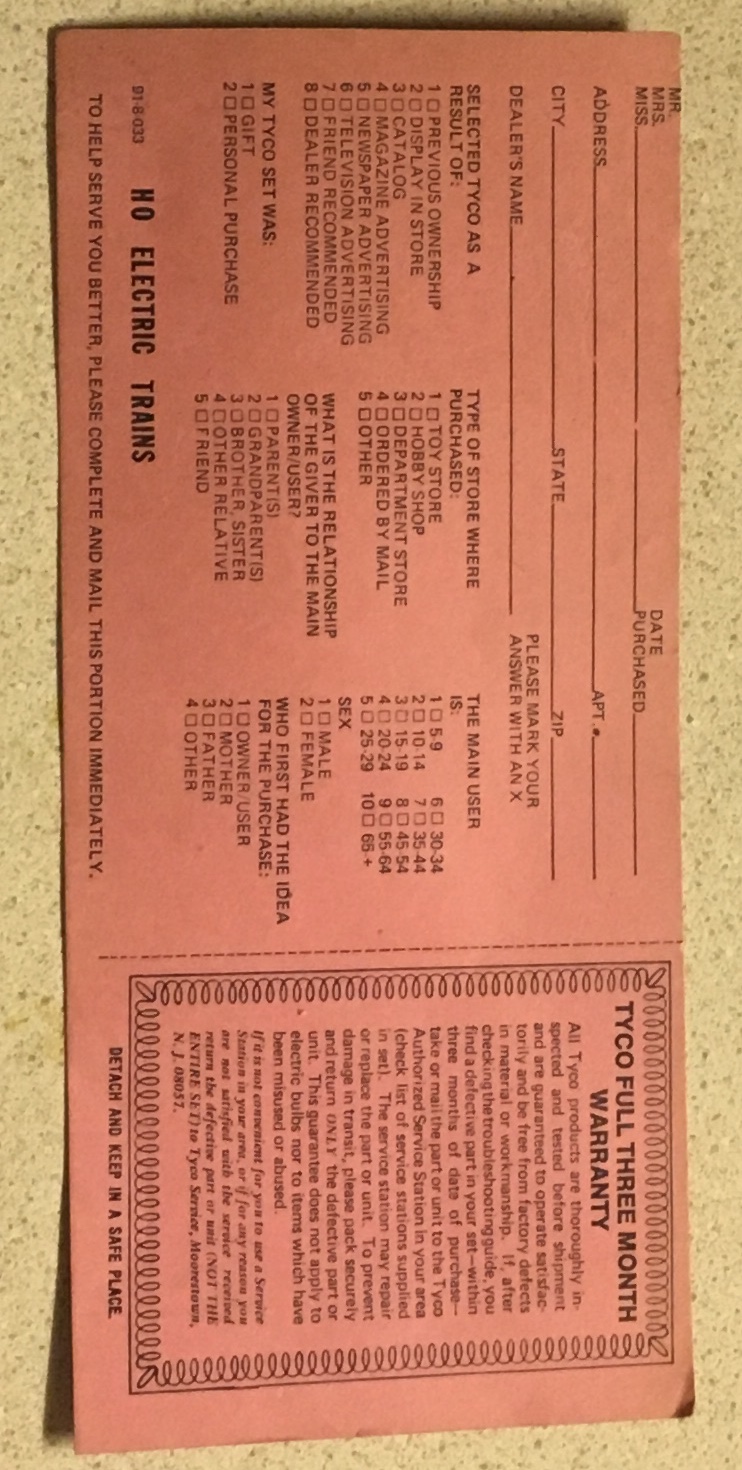 MR.
MRS.
MISS DATE PURCHASED
ADDRESS APT.
CITY STATE ZIP
DEALER'S NAME
PLEASE MARK YOUR
ANSWER WITH AN X
SELECTED TYCO AS A
RESULT OF:
1 □ PREVIOUS OWNERSHIP
2 □ DISPLAY IN STORE
3 □ CATALOG
4 □ MAGAZINE ADVERTISING
5 □ NEWSPAPER ADVERTISING
6 □ TELEVISION ADVERTISING
7 □ FRIEND RECOMMENDED
8 □ DEALER RECOMMENDED
MY TYCO SET WAS:
1 □ GIFT
2 □ PERSONAL PURCHASE
TYPE OF STORE WHERE
PURCHASED:
1 □ TOY STORE
2 □ HOBBY SHOP
3 □ DEPARTMENT STORE
4 □ ORDERED BY MAIL
5 □ OTHER
WHAT IS THE RELATIONSHIP
OF THE GIVER TO THE MAIN
OWNER/USER?
1 □ PARENT(S)
2 □ GRANDPARENT(S)
3 □ BROTHER, SISTER
4 □ OTHER RELATIVE
5 □ FRIEND
THE MAIN USER
IS:
1 □ 5-9 6 □ 30-34
2 □ 10-14 7 □ 35-44
3 □ 15-19 8 □ 45-54
4 □ 20-24 9 □ 55-64
5 □ 25-29 10 □ 65-+
SEX
1 □ MALE
2 □ FEMALE
WHO FIRST HAD THE IDEA
FOR THE PURCHASE:
1 □ OWNER/USER
2 □ MOTHER
3 □ FATHER
4 □ OTHER
91-8-033 HO ELECTRIC TRAINS
TO HELP SERVE YOU BETTER, PLEASE COMPLETE AND MAIL THIS PORTION IMMEDIATELY.
TYCO FULL THREE MONTH
WARRANTY
All Tyco products are thoroughly in-
spected and tested before shipment
and are guaranteed to operate satisfac-
torily and be free from factory defects
in material or workmanship. If, after
checking the troubleshooting guide, you
find a defective part in your set—within
three months of date of purchase—
take or mail the part or unit to the Tyco
Authorized Service Station in your area
(check list of service stations supplied
in set). The service station may repair
or replace the part or unit. To prevent
damage in transit, please pack securely
and return ONLY the defective part or
unit. This guarantee does not apply to
electric bulbs nor to items which have
been misused or abused.
If it is not convenient for you to use a Service
Station in your area, or if for any reason you
are not satisfied with the service received
return the defective part or unit (NOT THE
ENTIRE SET) to Tyco Service, Moorestown,
N. J. 08057.
DETACH AND KEEP IN A SAFE PLACE.